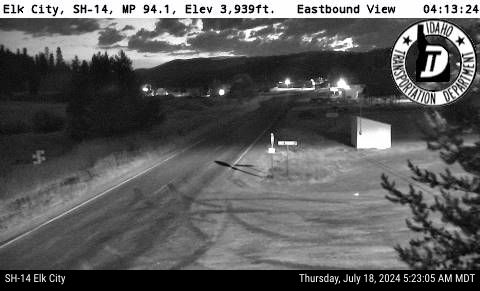 Elk City, SH-14, MP 94.1, Elev 3,939ft. Eastbound View 04:13:24
IDAHO
TRANSPORTATION DEPARTMENT
SH-14 Elk City Thursday, July 18, 2024 5:23:05 AM MDT